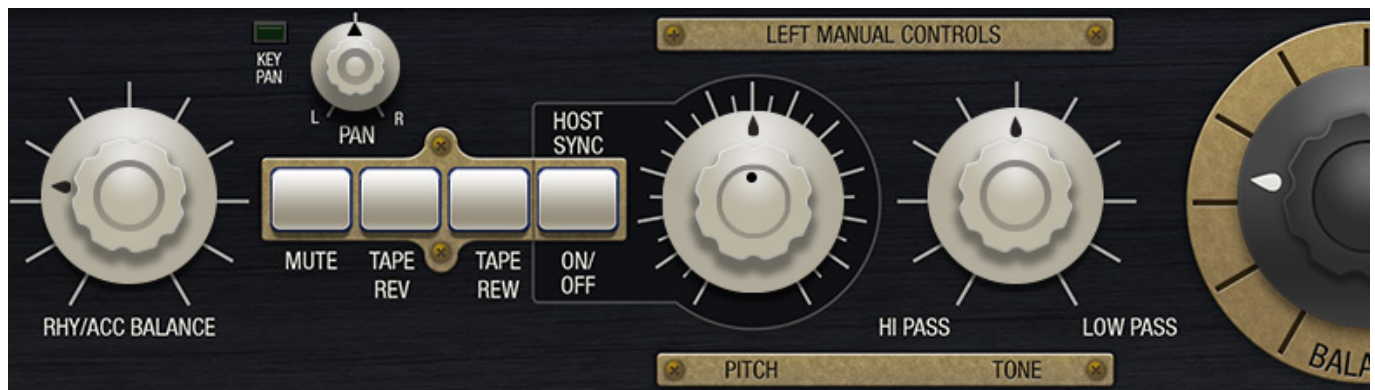 LEFT MANUAL CONTROLS
KEY
PAN
L
R
PAN
HOST
SYNC
MUTE
TAPE
REV
TAPE
REW
ON/
OFF
RHY/ACC BALANCE
HI PASS
LOW PASS
PITCH
TONE